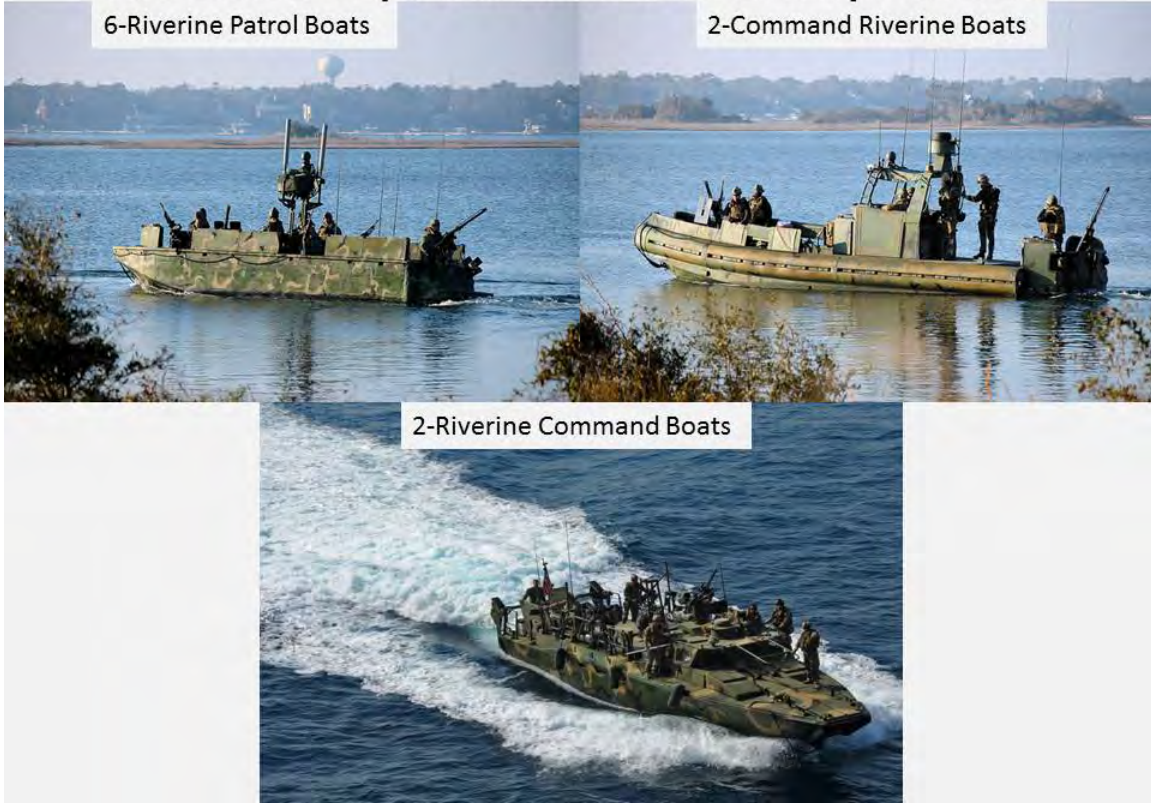 6-Riverine Patrol Boats
2-Command Riverine Boats
2-Riverine Command Boats